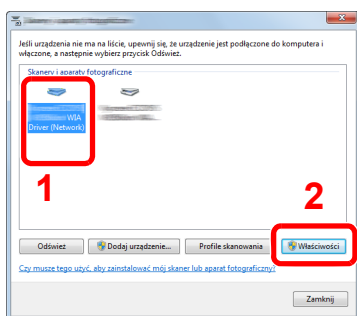 Jeśli urządzenia nie ma na liście, upewnij się, że urządzenie jest podłączone do komputera i
włączone, a następnie wybierz przycisk Odśwież.
Skanery i aparaty fotograficzne
WIA
Driver (Network)
1
2
Odśwież
Dodaj urządzenie...
Profile skanowania
Właściwości
Czy muszę tego użyć, aby zainstalować mój skaner lub aparat fotograficzny?
Zamknij